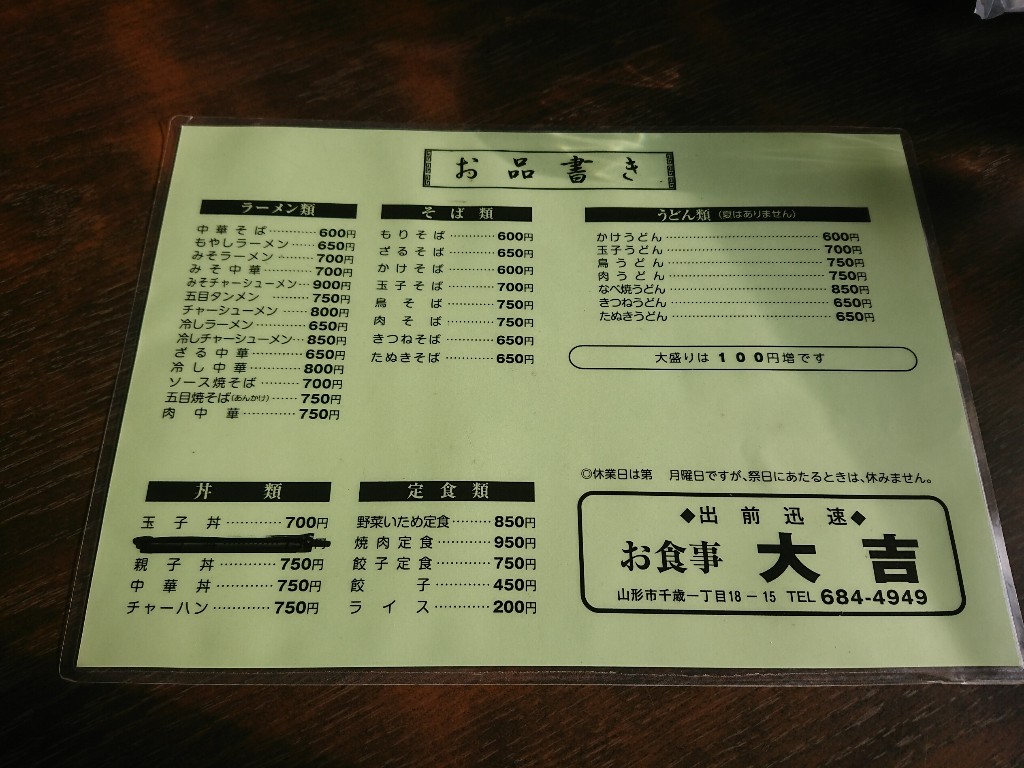 お品書き
ラーメン類
中華そば…………600円
もやしラーメン……650円
みそラーメン………700円
みそ中華…………700円
みそチャーシューメン…900円
五目タンメン………750円
チャーシューメン……800円
冷しラーメン………650円
冷しチャーシューメン…850円
ざる中華…………650円
冷し中華…………800円
ソース焼そば………700円
五目焼そば(あんかけ)……750円
肉中華…………750円
そば類
もりそば…………600円
ざるそば…………650円
かけそば…………600円
玉子そば…………700円
鳥そば…………750円
肉そば…………750円
きつねそば…………650円
たぬきそば…………650円
うどん類(夏はありません)
かけうどん…………600円
玉子うどん…………700円
鳥うどん…………750円
肉うどん…………750円
なべ焼うどん…………850円
きつねうどん…………650円
たぬきうどん…………650円
大盛りは100円増です
丼類
玉子丼…………700円
円
親子丼…………750円
中華丼…………750円
チャーハン…………750円
定食類
野菜いため定食………850円
焼肉定食…………950円
餃子定食…………750円
餃子…………450円
ライス…………200円
◎休業日は第　月曜日ですが、祭日にあたるときは、休みません。
◆出前迅速◆
お食事 大吉
山形市千歳一丁目18－15 TEL 684-4949